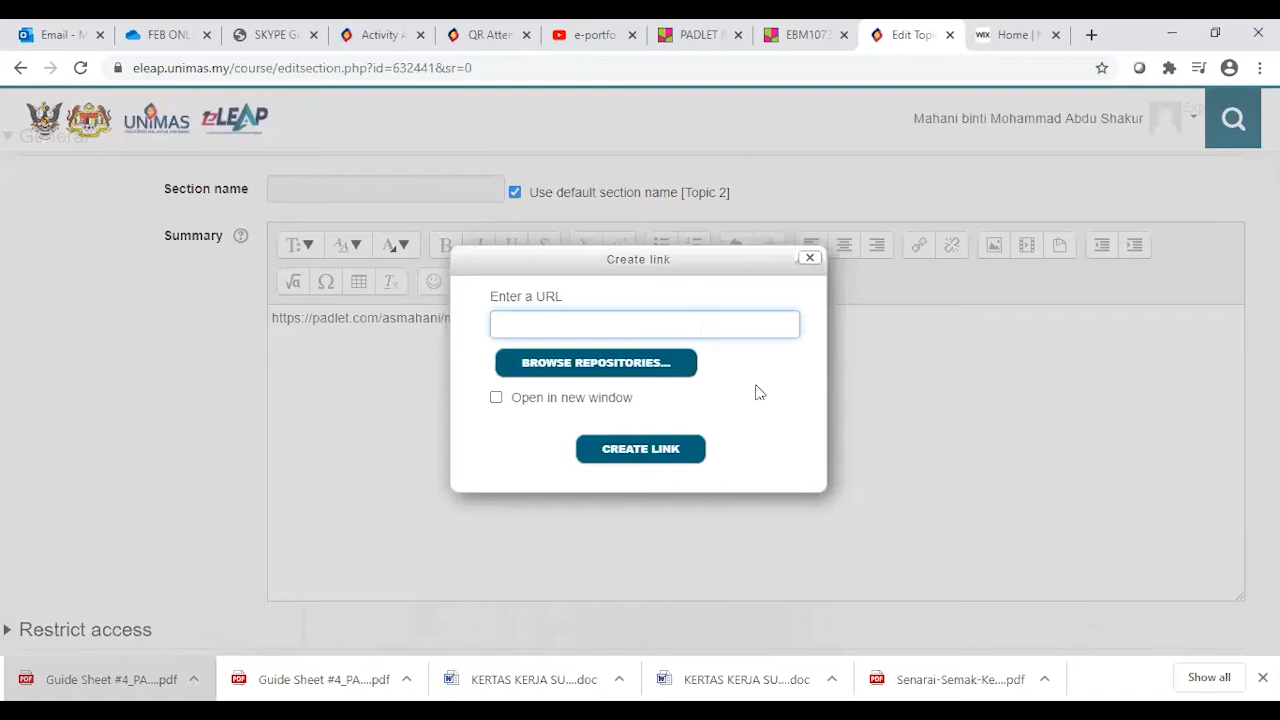 Email - M
FEB ONL
SKYPE G
Activity
QR Atter
e-portfo
PADLET
EBM107
Edit Topi
WIX
Home | h
eleap.unimas.my/course/editsection.php?id=632441&sr=0
UNIMAS
eLEAP
Mahani binti Mohammad Abdu Shakur
General
Section name
Use default section name [Topic 2]
Summary
Create link
Enter a URL
https://padlet.com/asmahani/
BROWSE REPOSITORIES...
Open in new window
CREATE LINK
Restrict access
Guide Sheet #4_PA....pdf
Guide Sheet #4_PA....pdf
KERTAS KERJA SU....doc
KERTAS KERJA SU....doc
Senarai-Semak-Ke....pdf
Show all